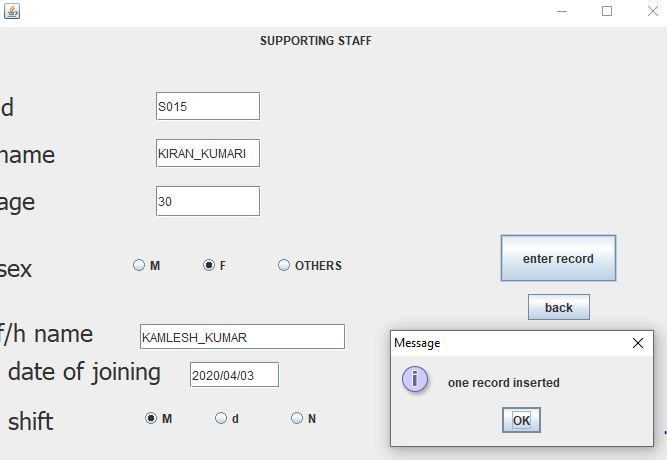 SUPPORTING STAFF
d S015
name KIRAN_KUMARI
age 30
sex M F OTHERS
enter record
back
f/h name KAMLESH_KUMAR
date of joining 2020/04/03
shift M d N
Message
one record inserted
OK